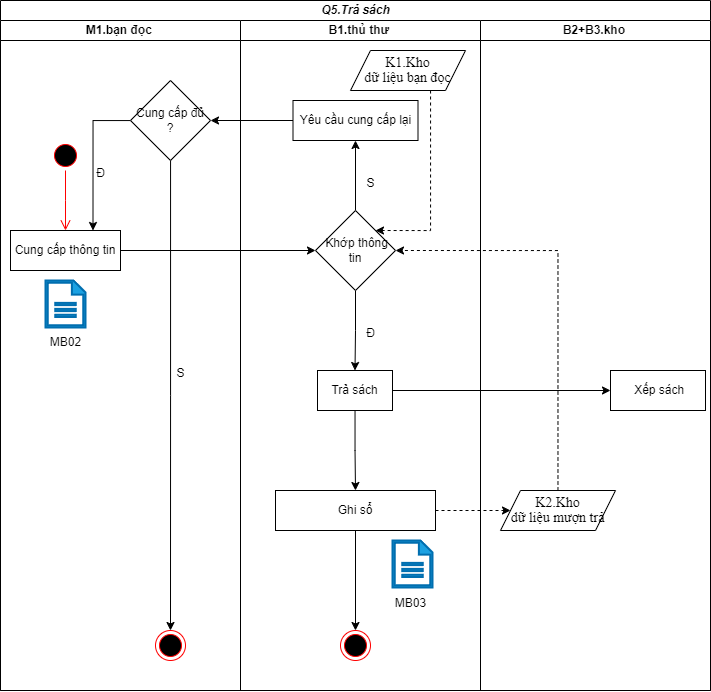 Q5.Trả sách
M1.bạn đọc
B1.thủ thư
B2+B3.kho
K1.Kho
dữ liệu bạn đọc
Cung cấp đủ
?
Yêu cầu cung cấp lại
Đ
S
Cung cấp thông tin
Khớp thông
tin
MB02
Đ
S
Trả sách
Xếp sách
Ghi sổ
K2.Kho
dữ liệu mượn trả
MB03